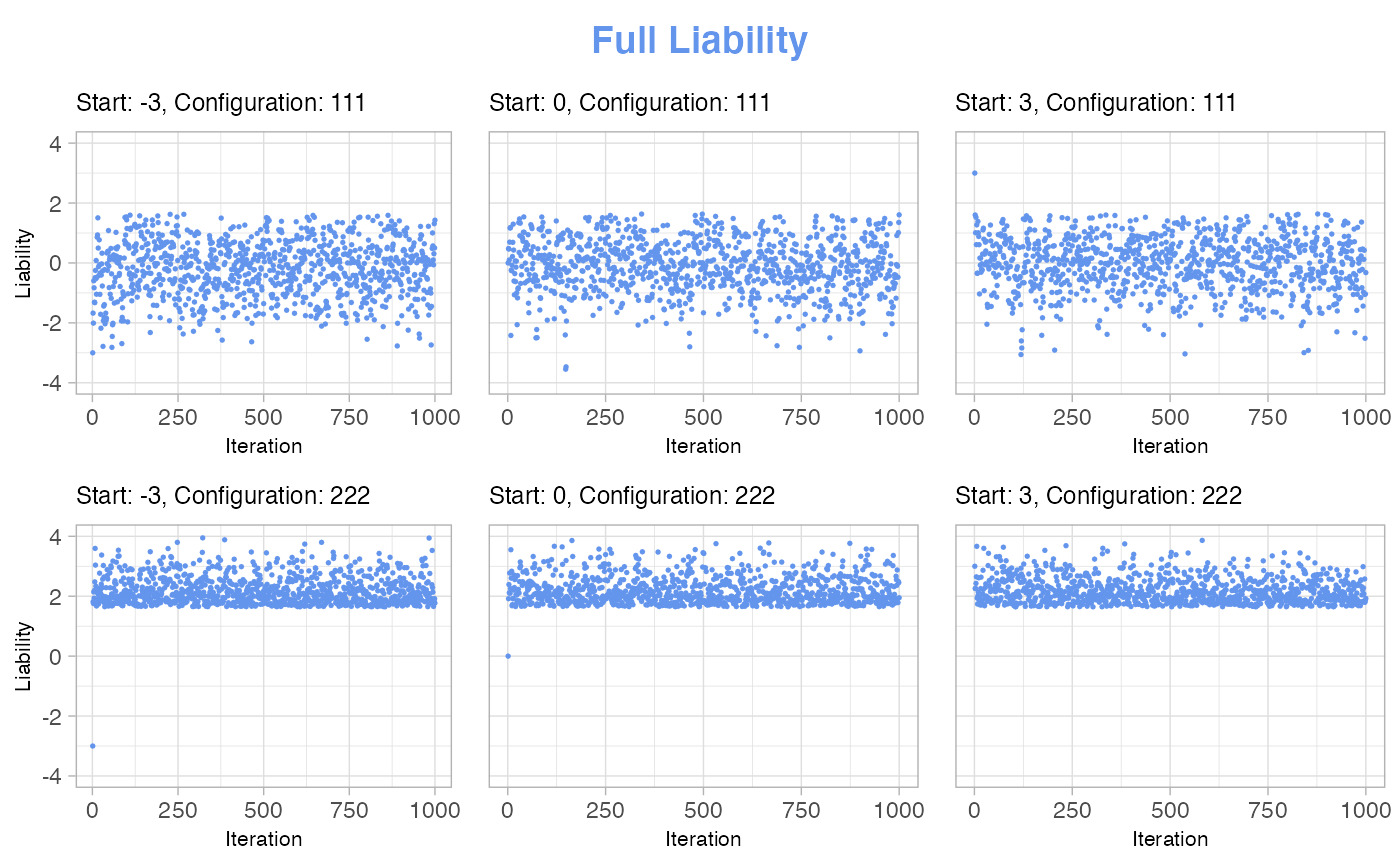 Full Liability
Start: -3, Configuration: 111
Start: 0, Configuration: 111
Start: 3, Configuration: 111
Liability
4
2
0
-2
-4
0 250 500 750 1000
0 250 500 750 1000
0 250 500 750 1000
Iteration
Iteration
Iteration
Start: -3, Configuration: 222
Start: 0, Configuration: 222
Start: 3, Configuration: 222
Liability
4
2
0
-2
-4
0 250 500 750 1000
0 250 500 750 1000
0 250 500 750 1000
Iteration
Iteration
Iteration